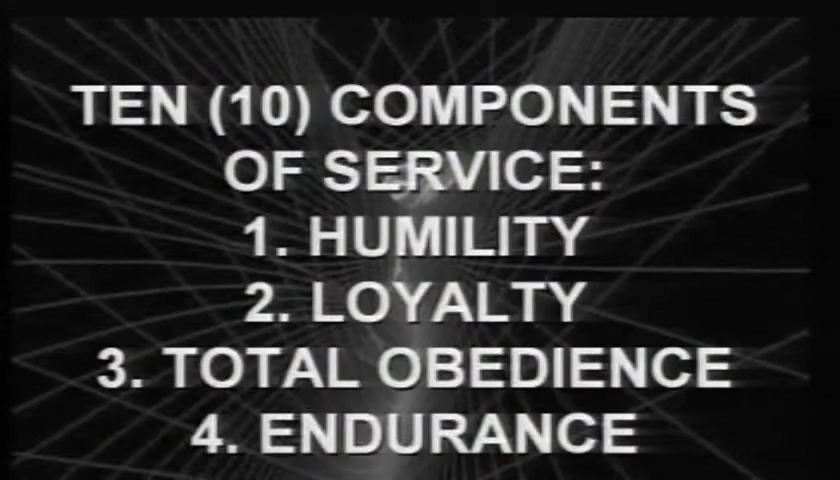 TEN (10) COMPONENTS
OF SERVICE:
1. HUMILITY
2. LOYALTY
3. TOTAL OBEDIENCE
4. ENDURANCE